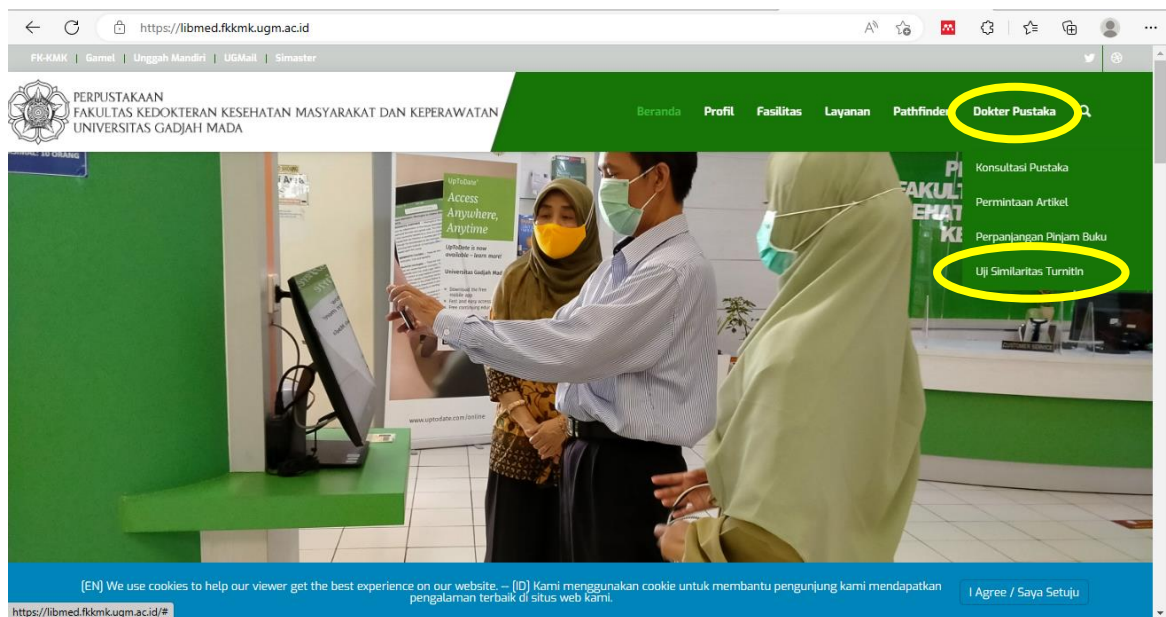 https://libmed.fkkmk.ugm.ac.id
FK-KMK | Gamel | Unggah Mandiri | UGMail | Simaster
PERPUSTAKAAN
FAKULTAS KEDOKTERAN KESEHATAN MASYARAKAT DAN KEPERAWATAN
UNIVERSITAS GADJAH MADA
Beranda Profil Fasilitas Layanan Pathfinder Dokter Pustaka
Konsultasi Pustaka
Permintaan Artikel
Perpanjangan Pinjam Buku
Uji Similaritas TurnitIn
10 ORANG
UpToDate
Access
Anywhere,
Anytime
UpToDate is now
available - learn more!
Universitas Gadjah Mad
www.uptodate.com/online
CUSTOMER SERVICE
[EN] We use cookies to help our viewer get the best experience on our website. — [ID] Kami menggunakan cookie untuk membantu pengunjung kami mendapatkan
pengalaman terbaik di situs web kami.
I Agree / Saya Setuju
https://libmed.fkkmk.ugm.ac.id/#